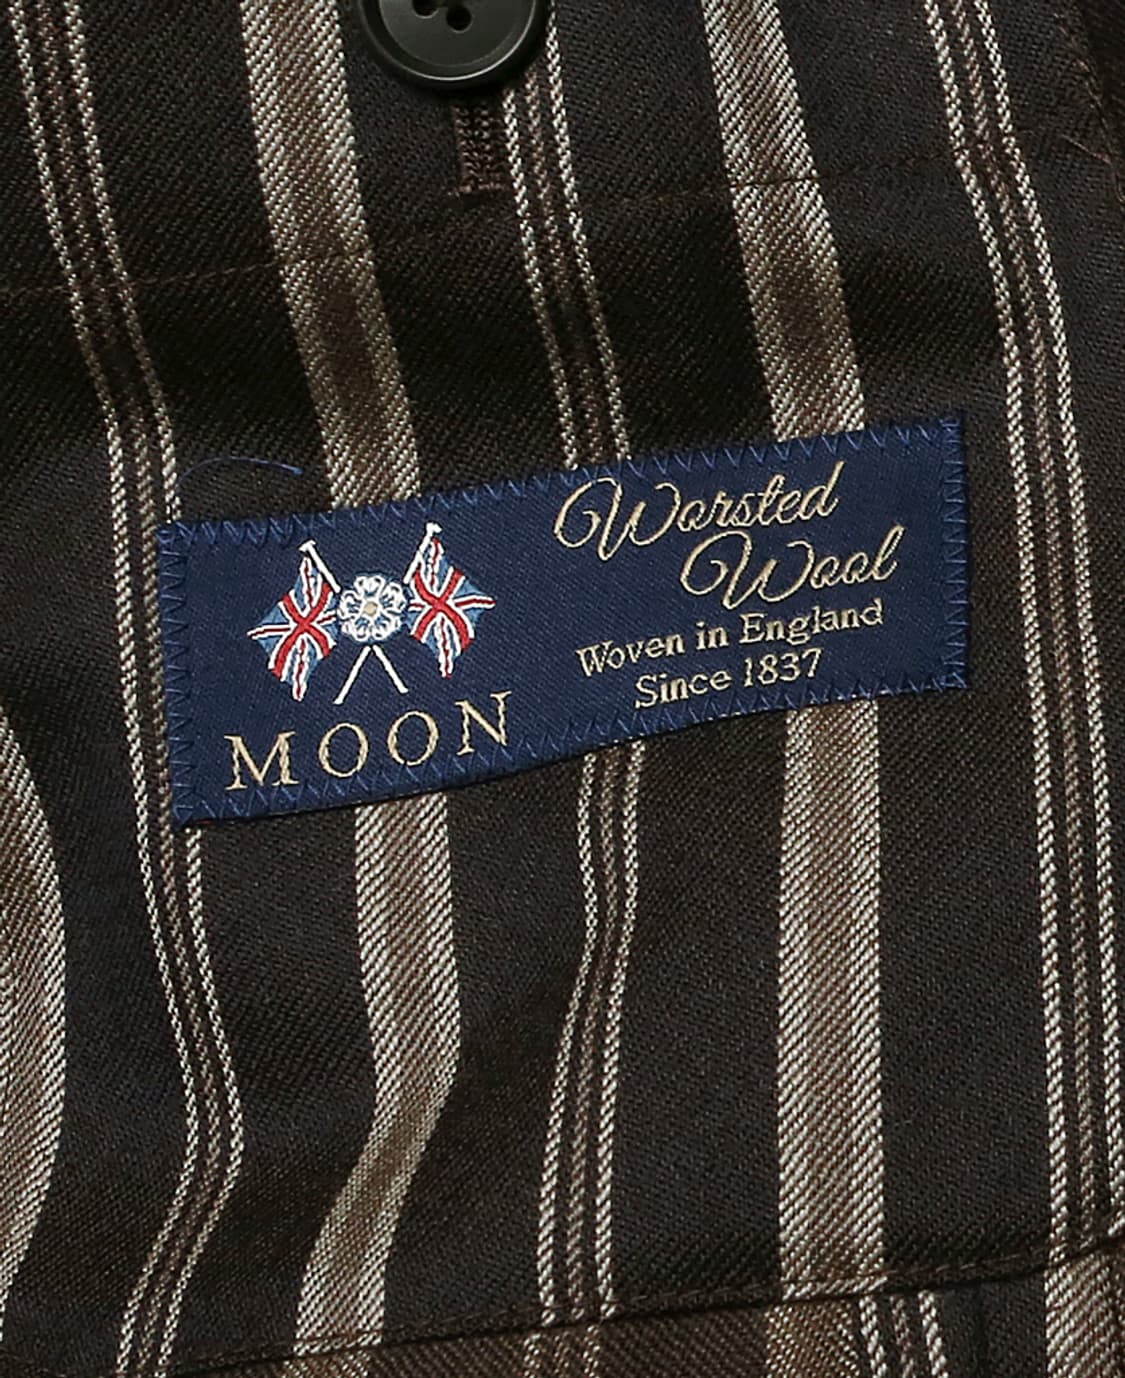 Worsted
Wool
Woven in England
Since 1837
MOON